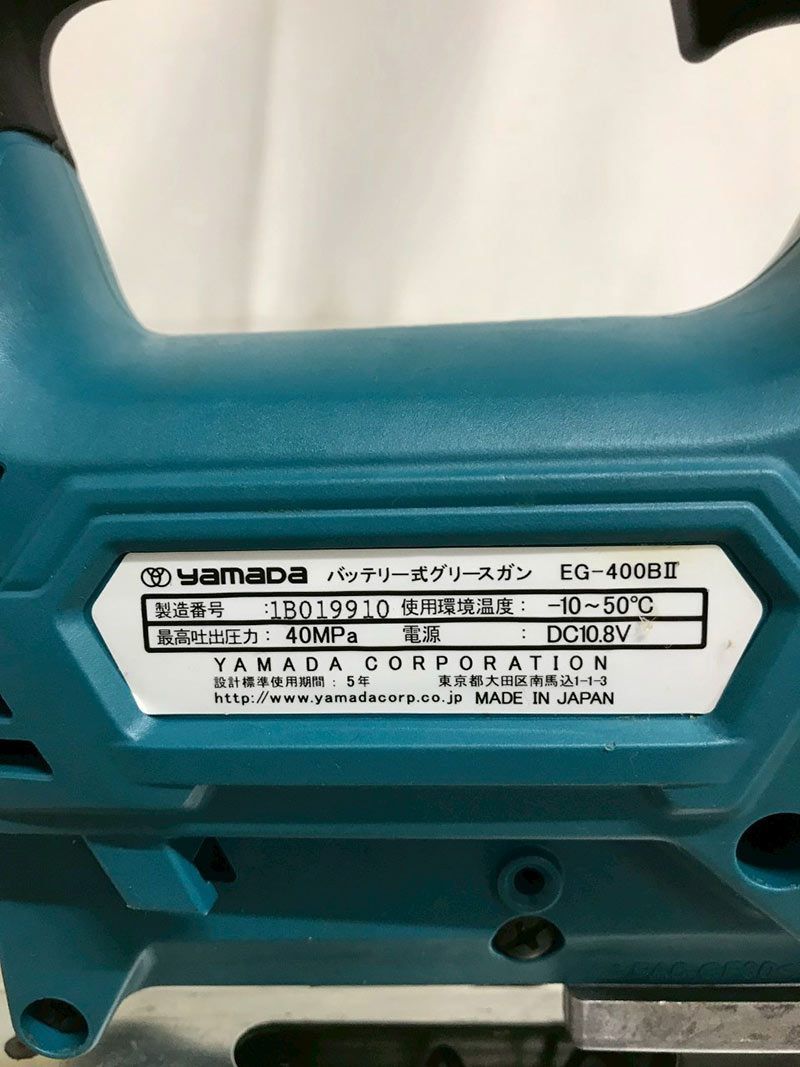 yamaDa バッテリー式グリースガン EG-400BⅡ
製造番号 :1B019910 使用環境温度: -10~50℃
最高吐出圧力: 40MPa 電源 : DC10.8V
YAMADA CORPORATION
設計標準使用期間: 5年 東京都大田区南馬込1-1-3
http://www.yamadacorp.co.jp MADE IN JAPAN